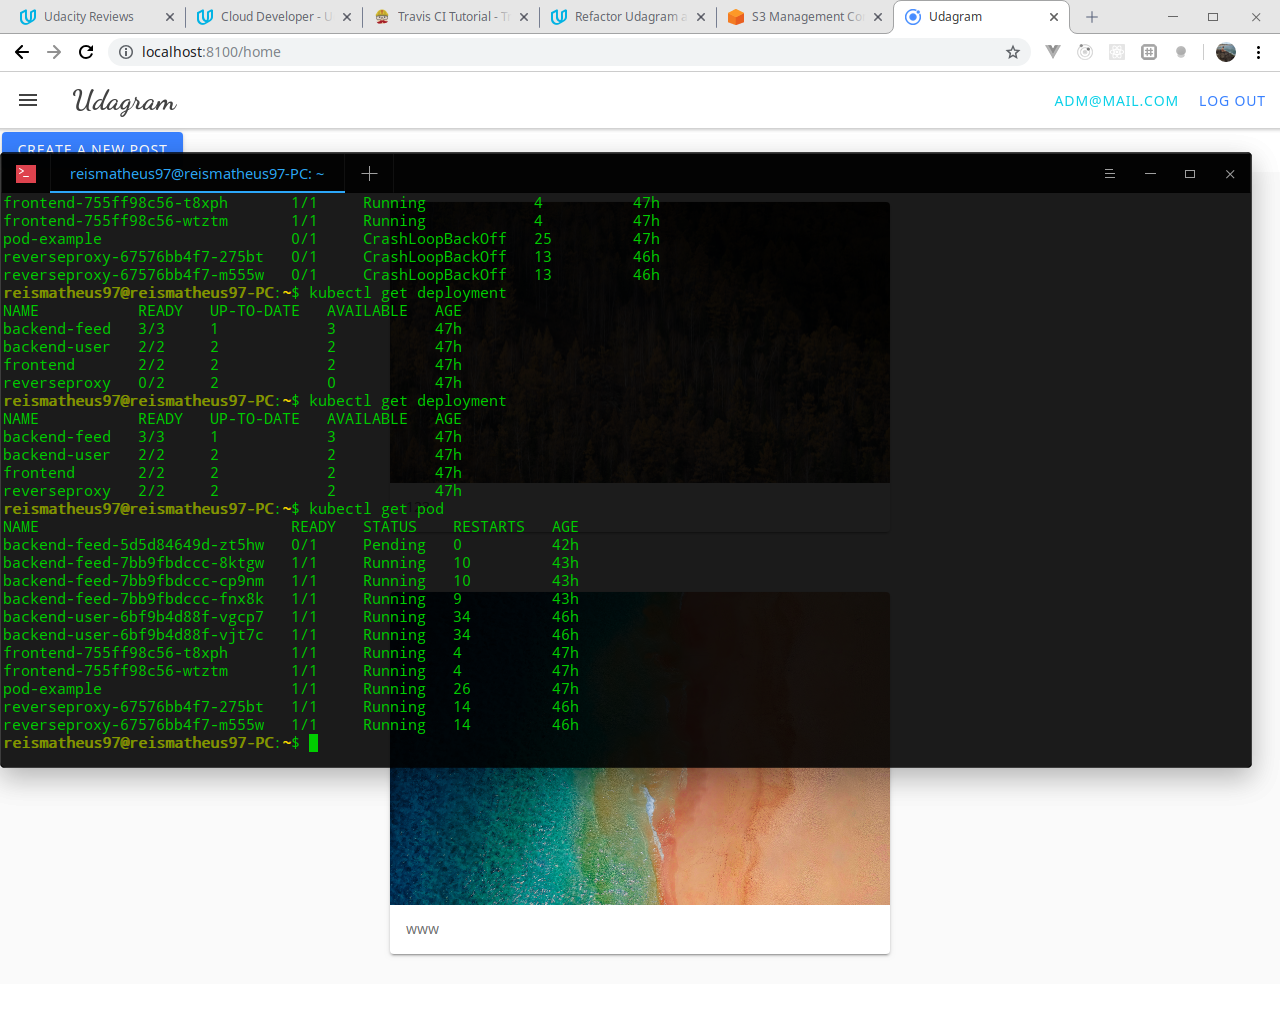 Udacity Reviews
Cloud Developer - U
Travis CI Tutorial - T
Refactor Udagram a
S3 Management Co
Udagram
localhost:8100/home
Udagram
ADM@MAIL.COM LOG OUT
CREATE A NEW POST
reismatheus97@reismatheus97-PC: ~
frontend-755ff98c56-t8xph 1/1 Running 4 47h
frontend-755ff98c56-wtztm 1/1 Running 4 47h
pod-example 0/1 CrashLoopBackOff 25 47h
reverseproxy-67576bb4f7-275bt 0/1 CrashLoopBackOff 13 46h
reverseproxy-67576bb4f7-m555w 0/1 CrashLoopBackOff 13 46h
reismatheus97@reismatheus97-PC:~$ kubectl get deployment
NAME READY UP-TO-DATE AVAILABLE AGE
backend-feed 3/3 1 3 47h
backend-user 2/2 2 2 47h
frontend 2/2 2 2 47h
reverseproxy 0/2 2 0 47h
reismatheus97@reismatheus97-PC:~$ kubectl get deployment
NAME READY UP-TO-DATE AVAILABLE AGE
backend-feed 3/3 1 3 47h
backend-user 2/2 2 2 47h
frontend 2/2 2 2 47h
reverseproxy 2/2 2 2 47h
reismatheus97@reismatheus97-PC:~$ kubectl get pod
NAME READY STATUS RESTARTS AGE
backend-feed-5d5d84649d-zt5hw 0/1 Pending 0 42h
backend-feed-7bb9fbdccc-8ktgw 1/1 Running 10 43h
backend-feed-7bb9fbdccc-cp9nm 1/1 Running 10 43h
backend-feed-7bb9fbdccc-fnx8k 1/1 Running 9 43h
backend-user-6bf9b4d88f-vgcp7 1/1 Running 34 46h
backend-user-6bf9b4d88f-vjt7c 1/1 Running 34 46h
frontend-755ff98c56-t8xph 1/1 Running 4 47h
frontend-755ff98c56-wtztm 1/1 Running 4 47h
pod-example 1/1 Running 26 47h
reverseproxy-67576bb4f7-275bt 1/1 Running 14 46h
reverseproxy-67576bb4f7-m555w 1/1 Running 14 46h
reismatheus97@reismatheus97-PC:~$
www